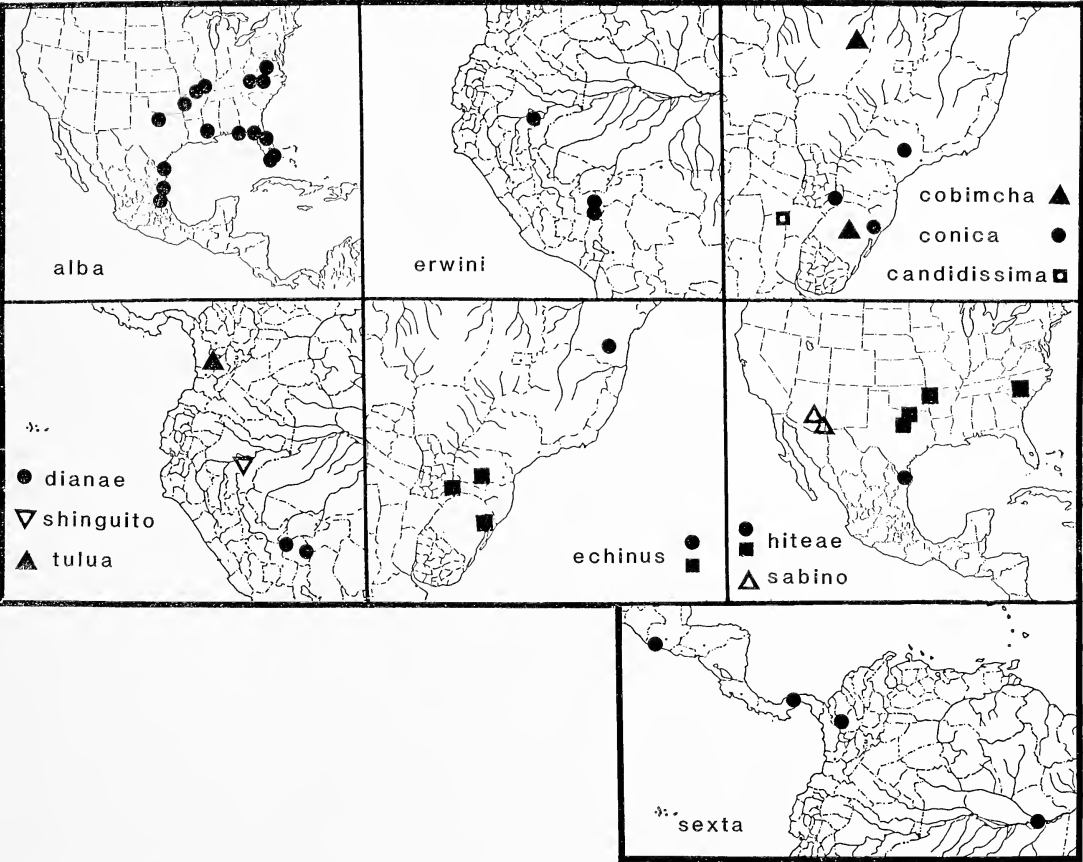 alba
erwini
cobimcha
conica
candidissima
dianae
shinguito
tulua
echinus
hiteae
sabino
sexta